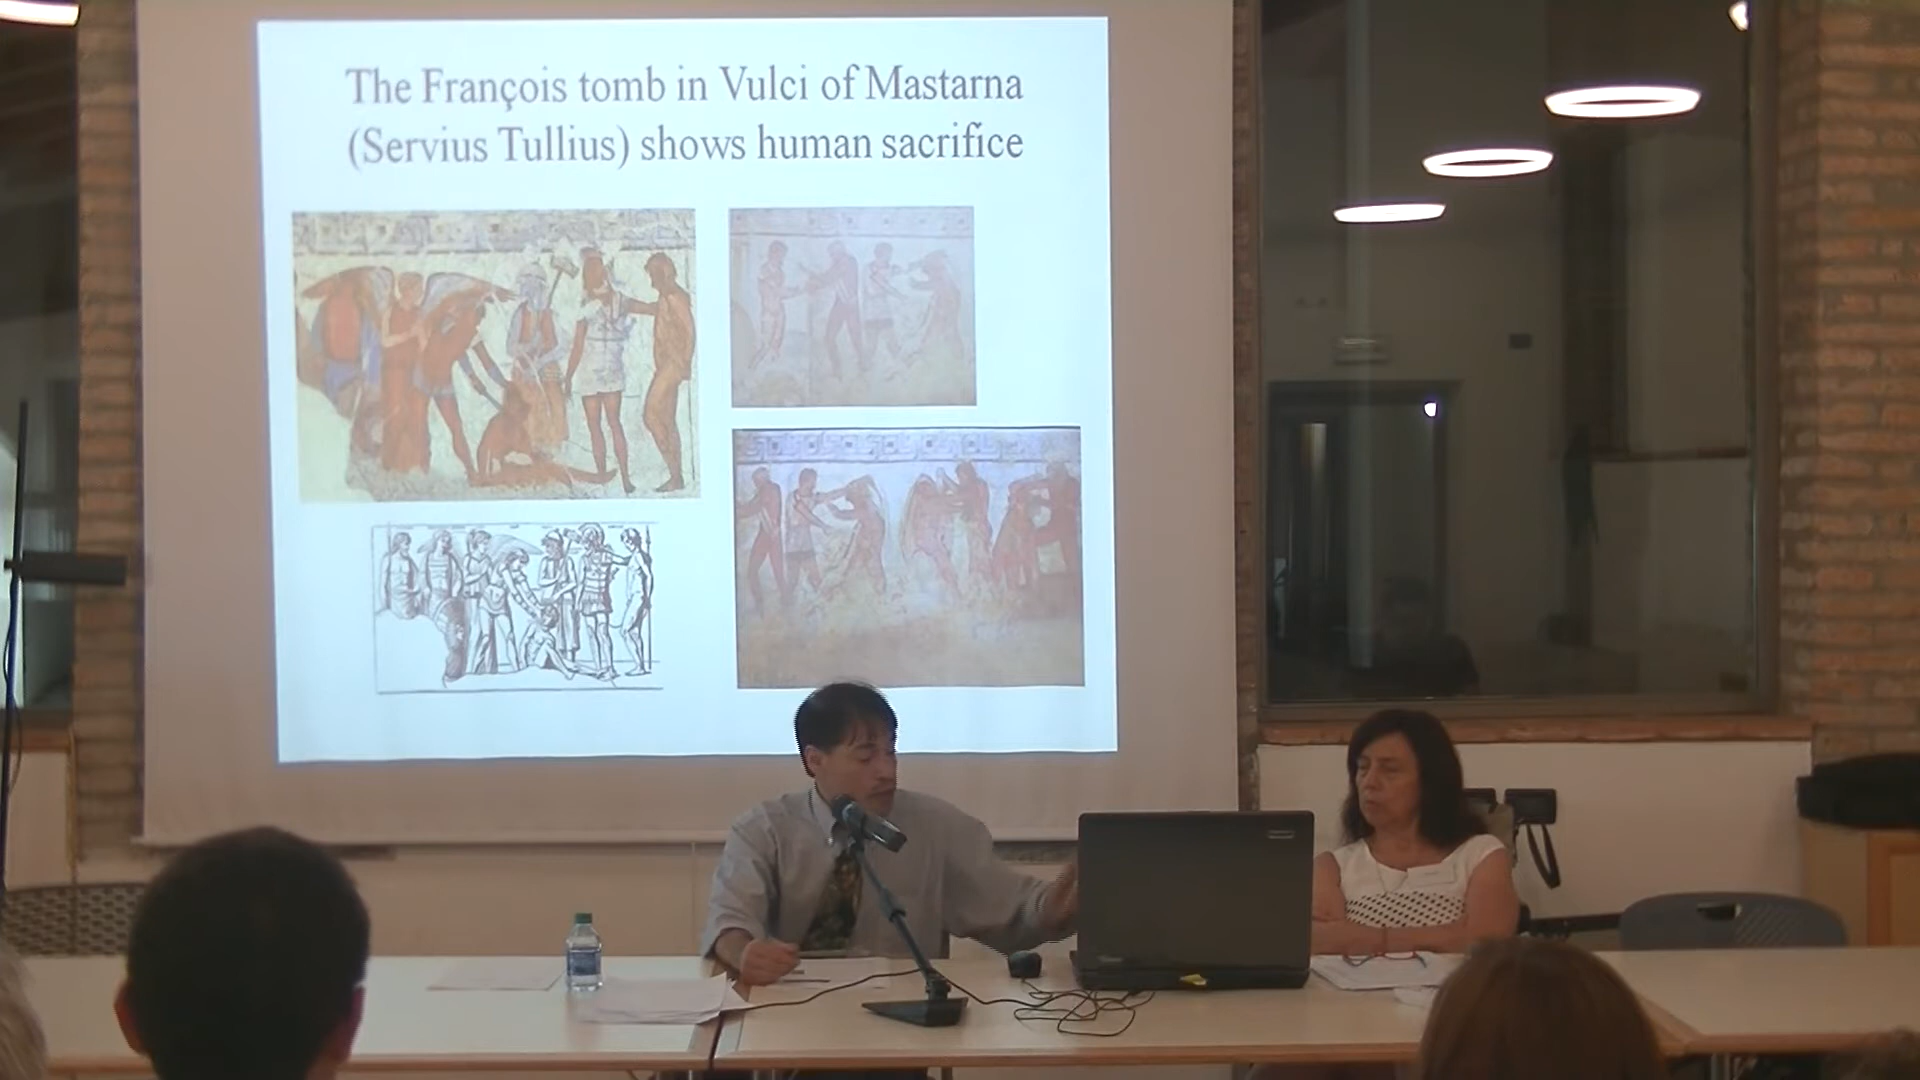 The François tomb in Vulci of Mastarna
(Servius Tullius) shows human sacrifice